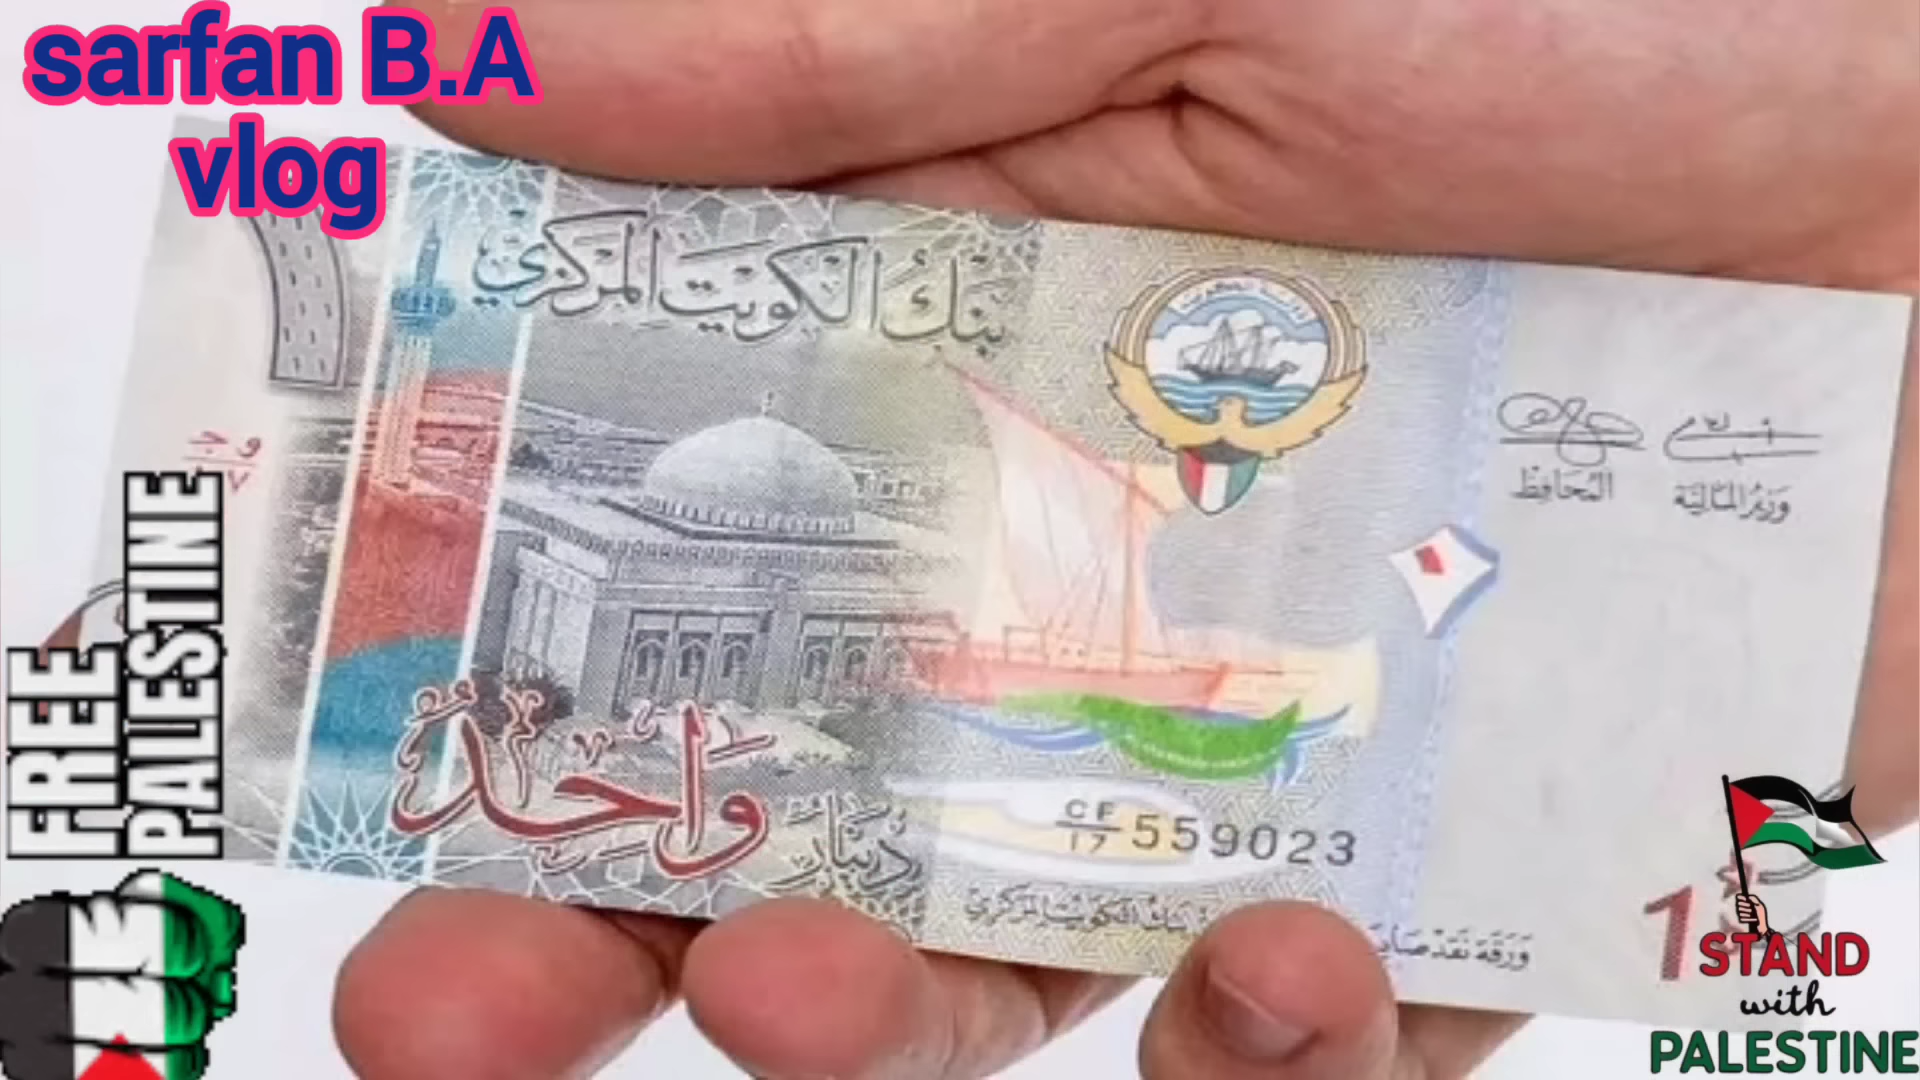 sarfan B.A
vlog
بنك الكويت المركزي
و ج
٧
المحافظ
وزير المالية
FREE
PALESTINE
واحد
دينار
CF
17
559023
بنك الكويت المركزي
ورقة نقد
1
STAND
with
PALESTINE